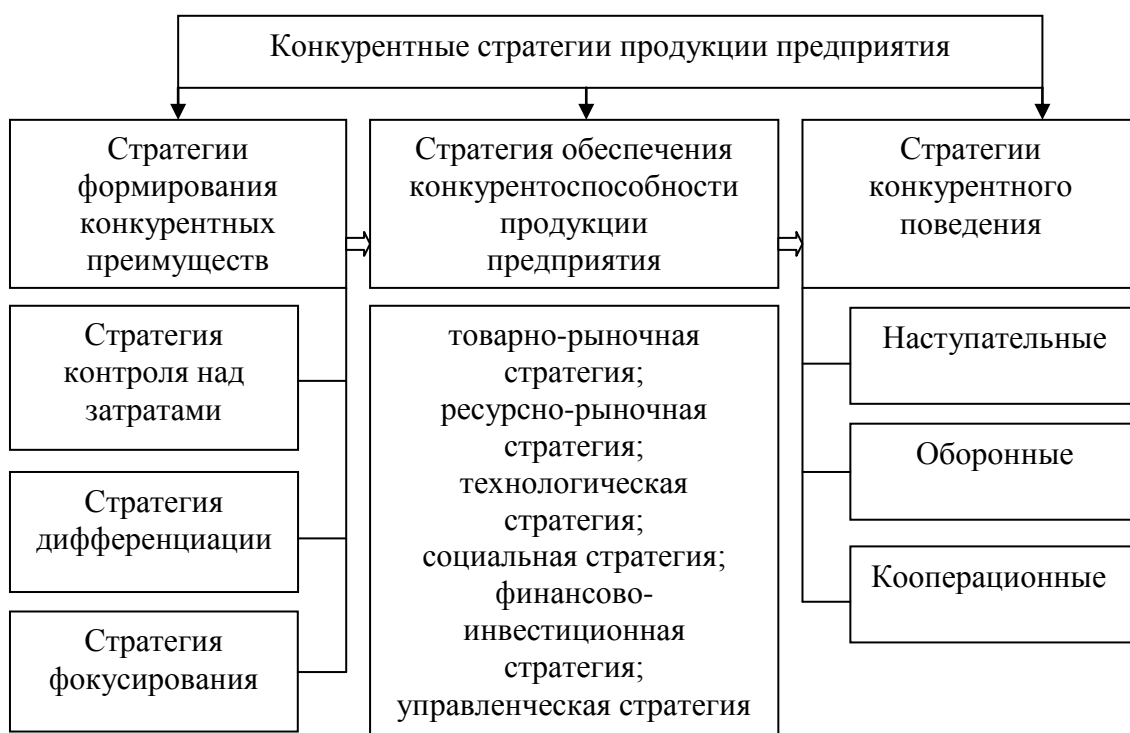 Конкурентные стратегии продукции предприятия
Стратегии
формирования
конкурентных
преимуществ
Стратегия обеспечения
конкурентоспособности
продукции
предприятия
Стратегии
конкурентного
поведения
Стратегия
контроля над
затратами
Стратегия
дифференциации
Стратегия
фокусирования
товарно-рыночная
стратегия;
ресурсно-рыночная
стратегия;
технологическая
стратегия;
социальная стратегия;
финансово-
инвестиционная
стратегия;
управленческая стратегия
Наступательные
Оборонные
Кооперационные